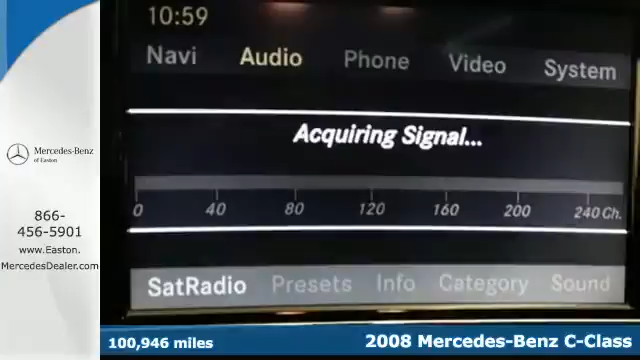 10:59
Navi Audio Phone Video System
Acquiring Signal...
0 40 80 120 160 200 240 Ch.
SatRadio Presets Info Category Sound
Mercedes-Benz
of Easton
866-
456-5901
www.Easton.
MercedesDealer.com
100,946 miles
2008 Mercedes-Benz C-Class